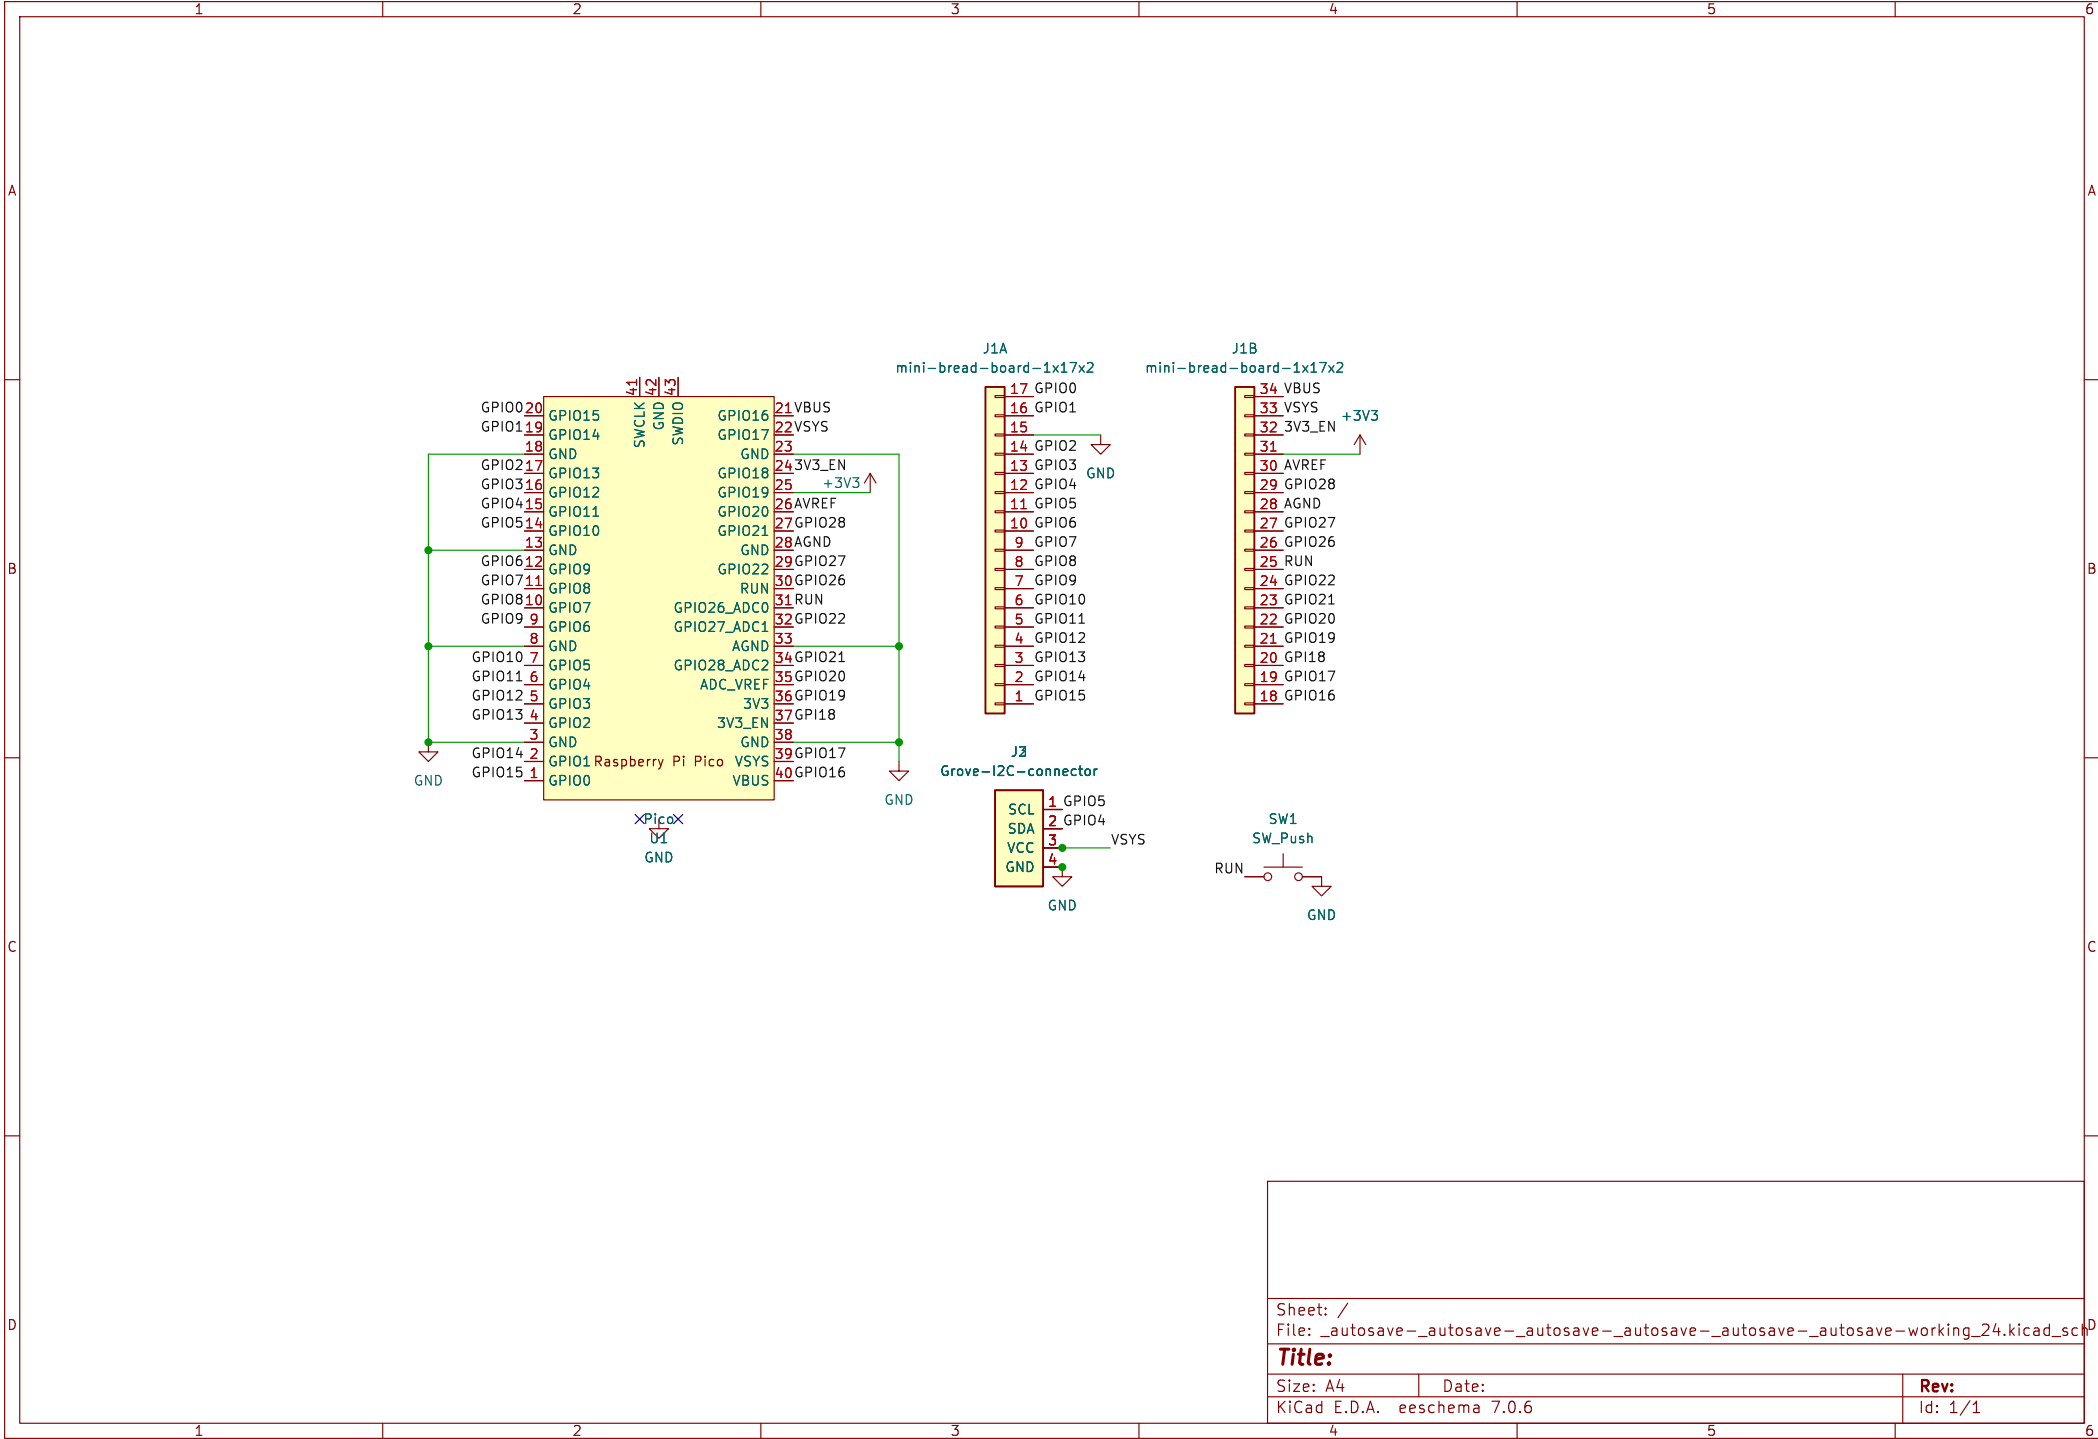 1 2 3 4 5 6
A
B
C
D
A
B
C
D
1 2 3 4 5 6
41 42 43
SWCLK GND SWDIO
GPIO0 20 GPIO15
GPIO1 19 GPIO14
18 GND
GPIO2 17 GPIO13
GPIO3 16 GPIO12
GPIO4 15 GPIO11
GPIO5 14 GPIO10
13 GND
GPIO6 12 GPIO9
GPIO7 11 GPIO8
GPIO8 10 GPIO7
GPIO9 9 GPIO6
8 GND
GPIO10 7 GPIO5
GPIO11 6 GPIO4
GPIO12 5 GPIO3
GPIO13 4 GPIO2
3 GND
GPIO14 2 GPIO1
GPIO15 1 GPIO0
GND
Raspberry Pi Pico
GPIO16 21 VBUS
GPIO17 22 VSYS
GND 23
GPIO18 24 3V3_EN
GPIO19 25 +3V3
GPIO20 26 AVREF
GPIO21 27 GPIO28
GND 28 AGND
GPIO22 29 GPIO27
RUN 30 GPIO26
GPIO26_ADC0 31 RUN
GPIO27_ADC1 32 GPIO22
AGND 33
GPIO28_ADC2 34 GPIO21
ADC_VREF 35 GPIO20
3V3 36 GPIO19
3V3_EN 37 GPI18
GND 38
VSYS 39 GPIO17
VBUS 40 GPIO16
GND
Pico
U1
GND
J1A
mini-bread-board-1x17x2
17 GPIO0
16 GPIO1
15
14 GPIO2
GND
13 GPIO3
12 GPIO4
11 GPIO5
10 GPIO6
9 GPIO7
8 GPIO8
7 GPIO9
6 GPIO10
5 GPIO11
4 GPIO12
3 GPIO13
2 GPIO14
1 GPIO15
J1B
mini-bread-board-1x17x2
34 VBUS
33 VSYS
+3V3
32 3V3_EN
31
30 AVREF
29 GPIO28
28 AGND
27 GPIO27
26 GPIO26
25 RUN
24 GPIO22
23 GPIO21
22 GPIO20
21 GPIO19
20 GPI18
19 GPIO17
18 GPIO16
Grove-I2C-connector
SCL 1 GPIO5
SDA 2 GPIO4
VCC 3 VSYS
GND 4
GND
SW1
SW_Push
RUN
GND
Sheet: /
File: _autosave-_autosave-_autosave-_autosave-_autosave-_autosave-working_24.kicad_sch
Title:
Size: A4 Date: Rev:
KiCad E.D.A. eeschema 7.0.6 Id: 1/1